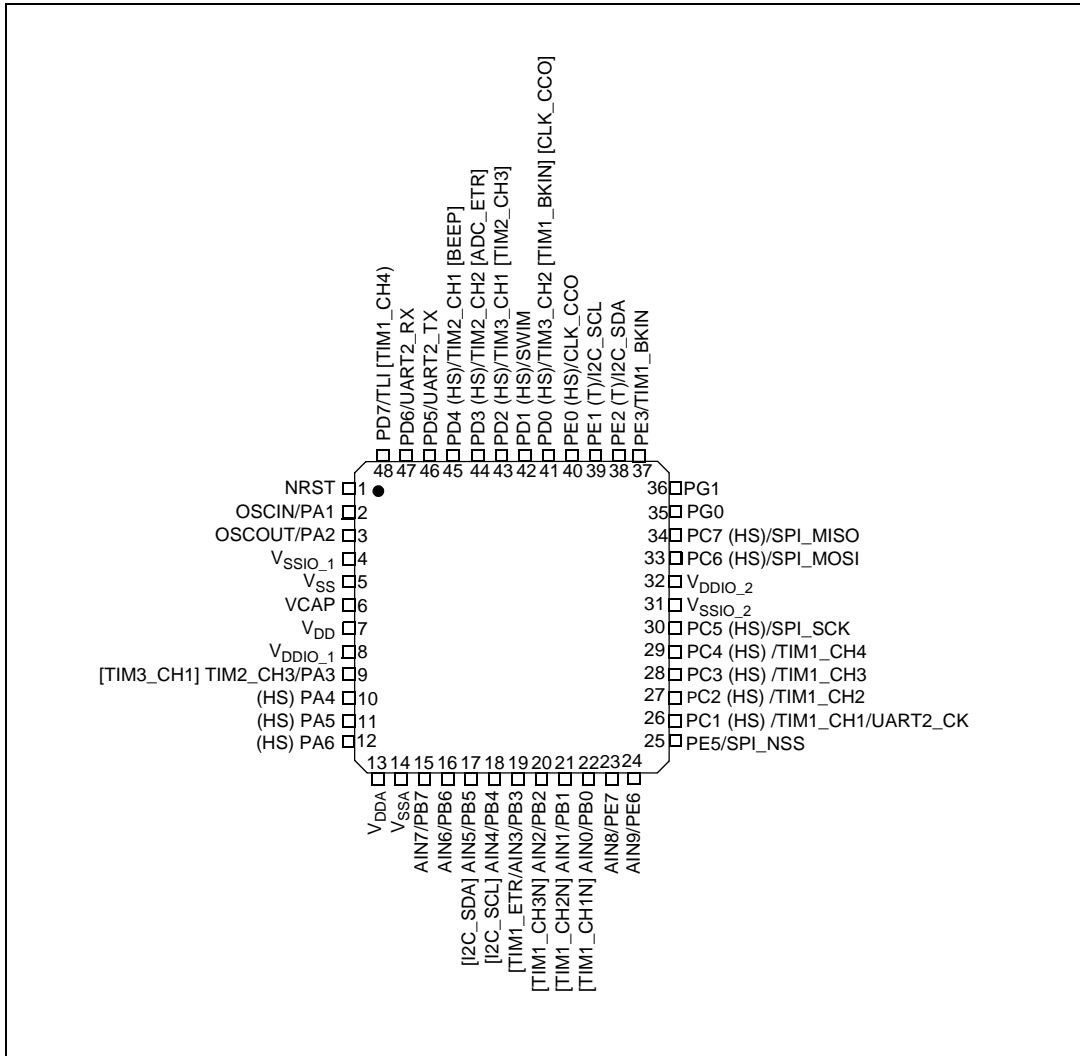 PD7/TLI [TIM1_CH4)
PD6/UART2_RX
PD5/UART2_TX
PD4 (HS)/TIM2_CH1 [BEEP]
PD3 (HS)/TIM2_CH2 [ADC_ETR]
PD2 (HS)/TIM3_CH1 [TIM2_CH3]
PD1 (HS)/SWIM
PD0 (HS)/TIM3_CH2 [TIM1_BKIN] [CLK_CCO]
PE0 (HS)/CLK_CCO
PE1 (T)/I2C_SCL
PE2 (T)/I2C_SDA
PE3/TIM1_BKIN
48 47 46 45 44 43 42 41 40 39 38 37
NRST 1
OSCIN/PA1 2
OSCOUT/PA2 3
VSSIO_1 4
VSS 5
VCAP 6
VDD 7
VDDIO_1 8
[TIM3_CH1] TIM2_CH3/PA3 9
(HS) PA4 10
(HS) PA5 11
(HS) PA6 12
36 PG1
35 PG0
34 PC7 (HS)/SPI_MISO
33 PC6 (HS)/SPI_MOSI
32 VDDIO_2
31 VSSIO_2
30 PC5 (HS)/SPI_SCK
29 PC4 (HS) /TIM1_CH4
28 PC3 (HS) /TIM1_CH3
27 PC2 (HS) /TIM1_CH2
26 PC1 (HS) /TIM1_CH1/UART2_CK
25 PE5/SPI_NSS
13 14 15 16 17 18 19 20 21 22 23 24
VDDA
VSSA
AIN7/PB7
AIN6/PB6
[I2C_SDA] AIN5/PB5
[I2C_SCL] AIN4/PB4
[TIM1_ETR/AIN3/PB3
[TIM1_CH3N] AIN2/PB2
[TIM1_CH2N] AIN1/PB1
[TIM1_CH1N] AIN0/PB0
AIN8/PE7
AIN9/PE6